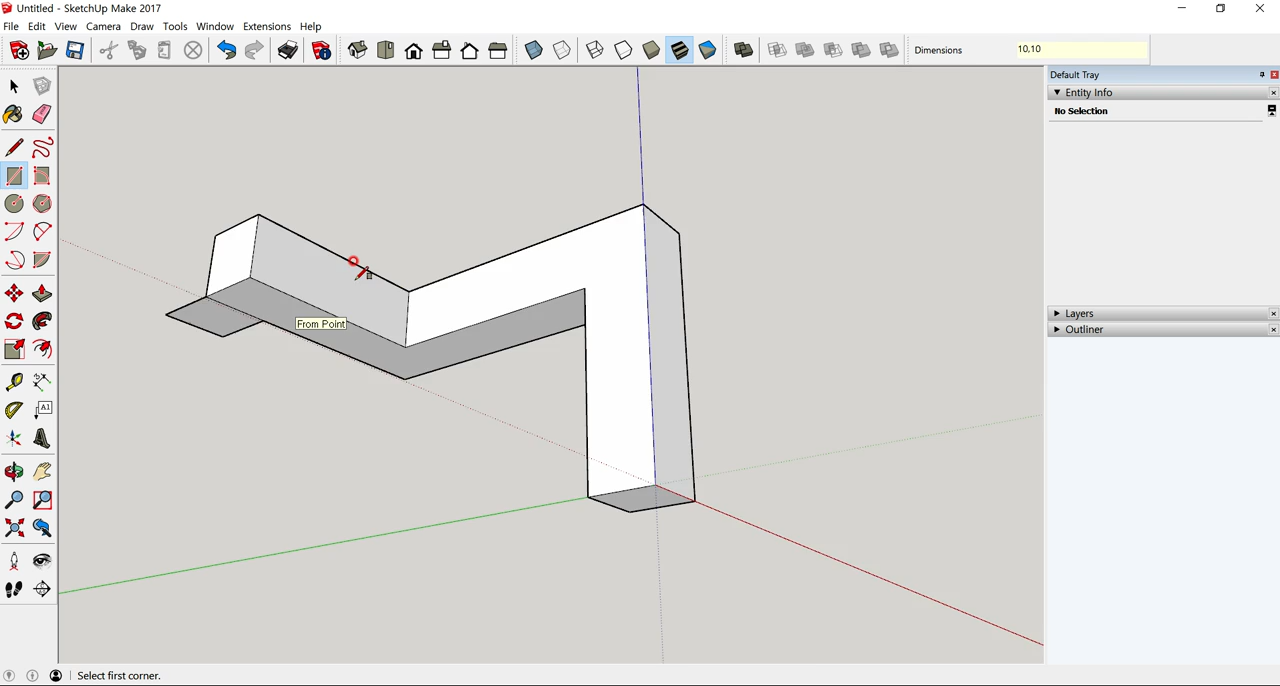 Untitled - SketchUp Make 2017
File Edit View Camera Draw Tools Window Extensions Help
Dimensions 10,10
Default Tray
Entity Info
No Selection
A1
From Point
Layers
Outliner
Select first corner.